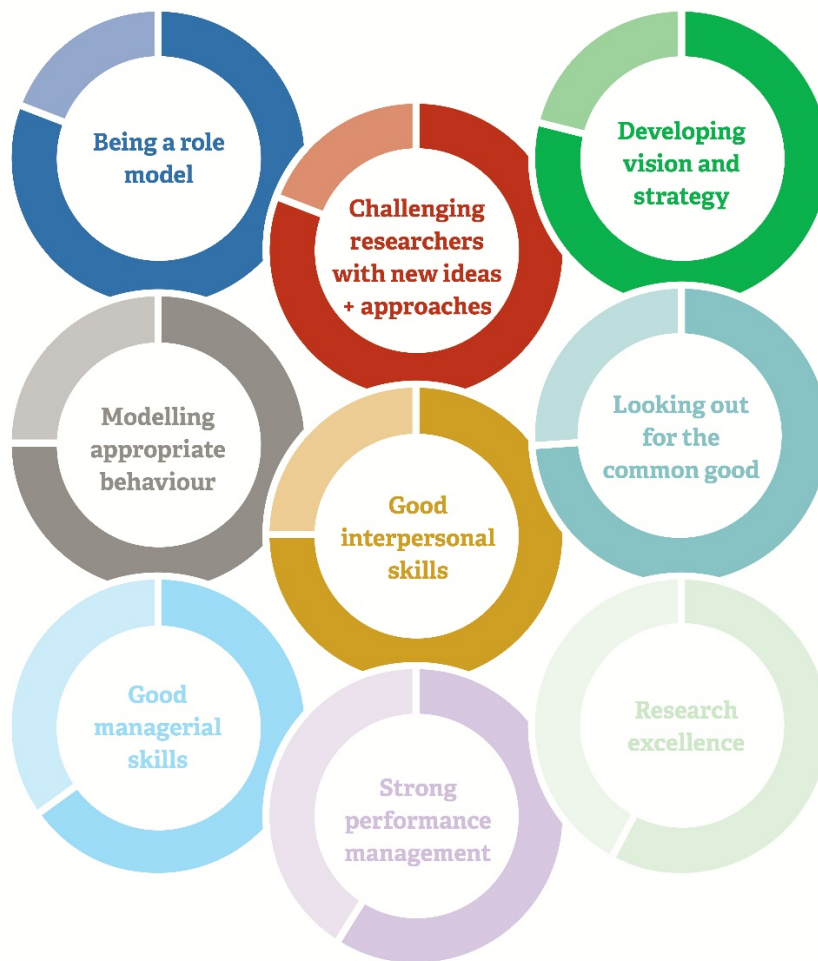 Being a role
model
Challenging
researchers
with new ideas
+ approaches
Developing
vision and
strategy
Modelling
appropriate
behaviour
Good
interpersonal
skills
Looking out
for the
common good
Good
managerial
skills
Strong
performance
management
Research
excellence